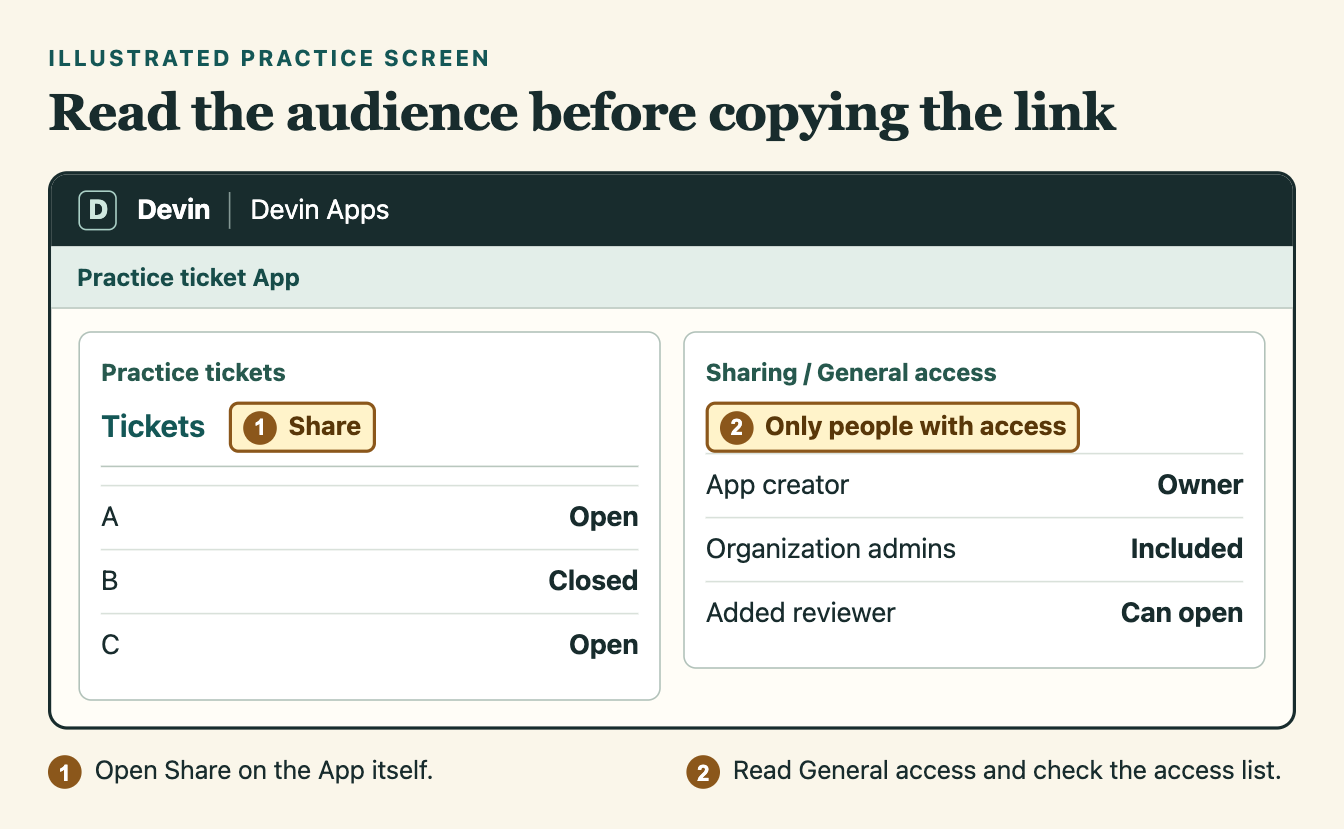 ILLUSTRATED PRACTICE SCREEN
Read the audience before copying the link
D Devin Devin Apps
Practice ticket App
Practice tickets
Tickets 1 Share
A Open
B Closed
C Open
Sharing / General access
2 Only people with access
App creator Owner
Organization admins Included
Added reviewer Can open
1 Open Share on the App itself.
2 Read General access and check the access list.